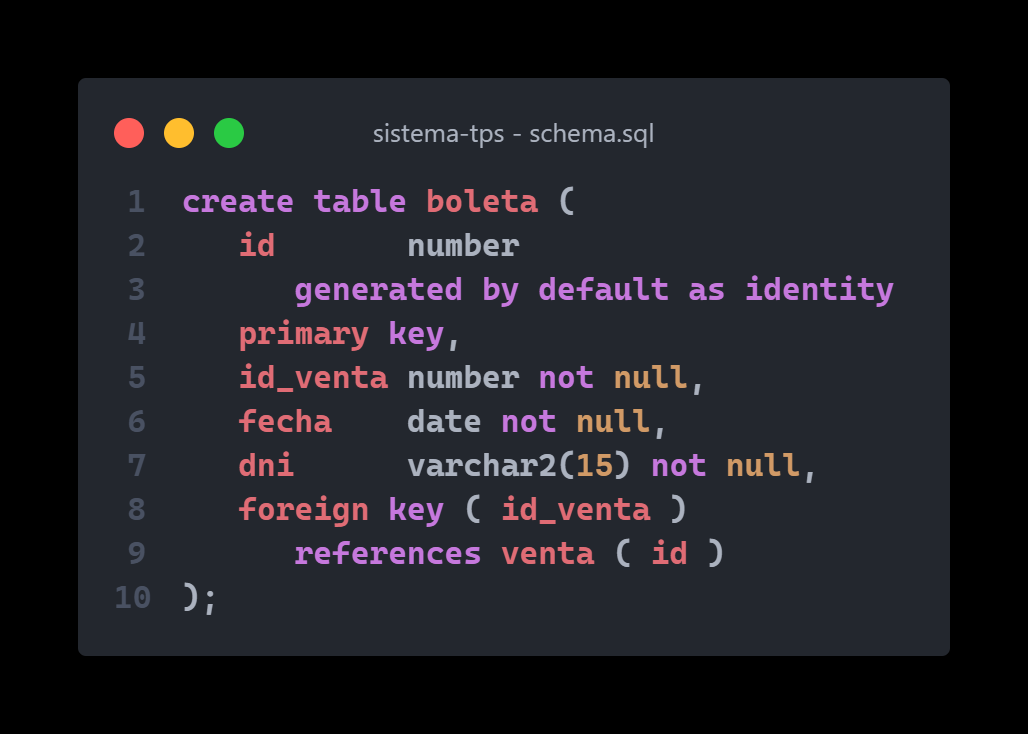 sistema-tps - schema.sql
1 create table boleta (
2    id       number
3       generated by default as identity
4    primary key,
5    id_venta number not null,
6    fecha    date not null,
7    dni      varchar2(15) not null,
8    foreign key ( id_venta )
9       references venta ( id )
10 );